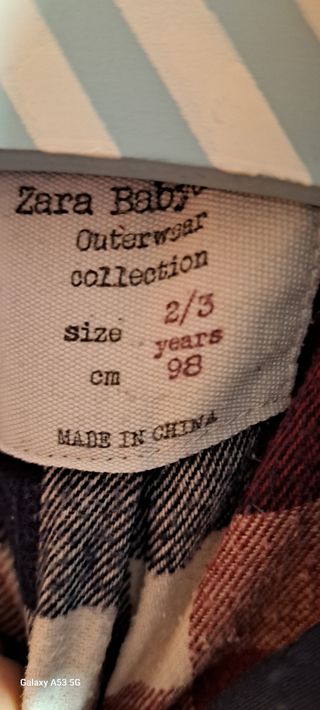 Zara Baby
Outerwear
collection
size 2/3
years
cm 98
MADE IN CHINA
Galaxy A53 5G